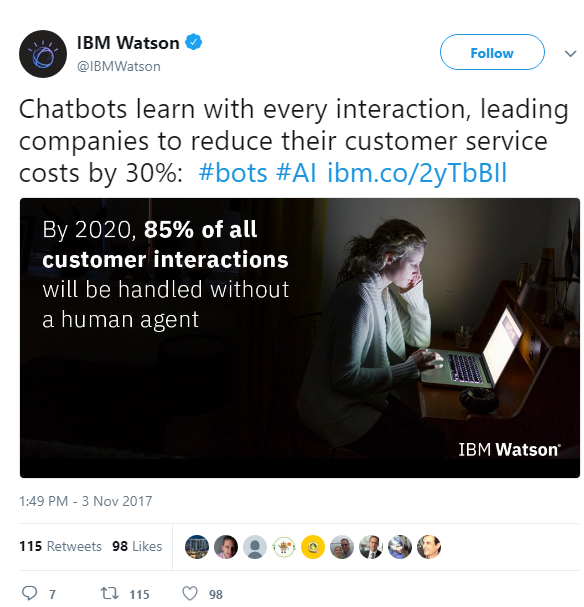 IBM Watson
@IBMWatson
Follow
Chatbots learn with every interaction, leading
companies to reduce their customer service
costs by 30%: #bots #AI ibm.co/2yTbBIl
By 2020, 85% of all
customer interactions
will be handled without
a human agent
IBM Watson
1:49 PM - 3 Nov 2017
115 Retweets 98 Likes
7 115 98